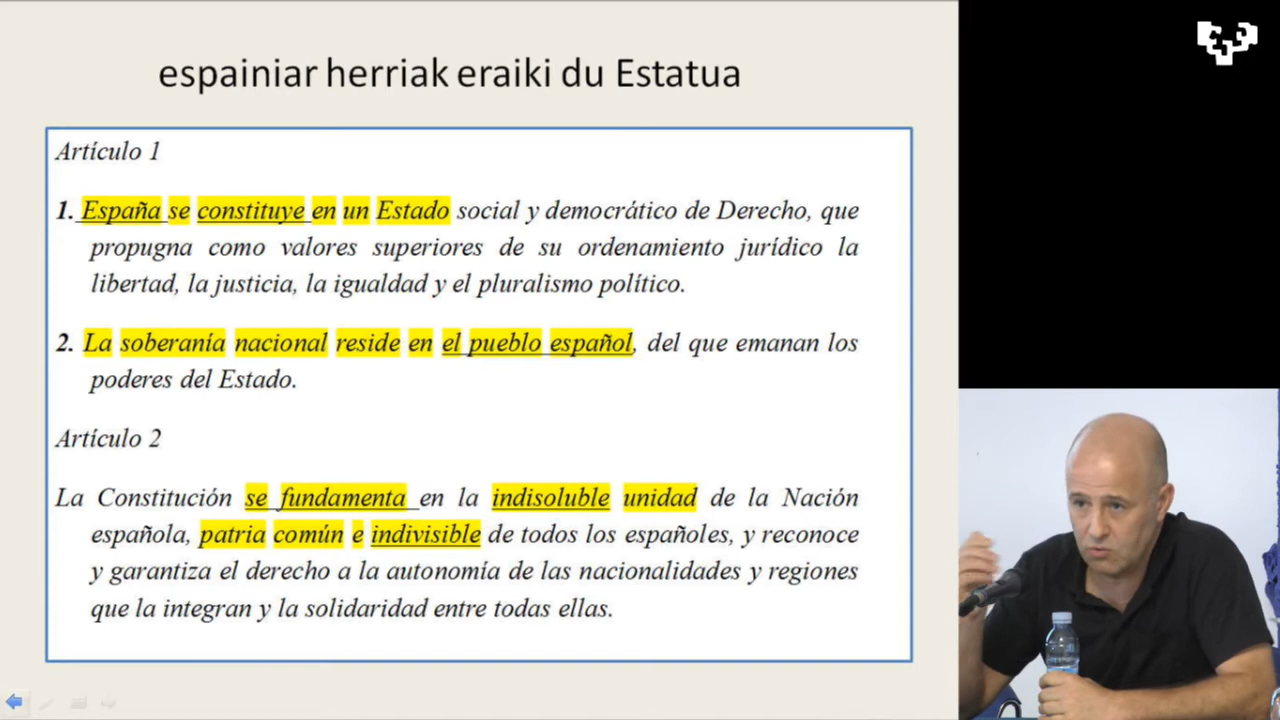 espainiar herriak eraiki du Estatua
Artículo 1
1. España se constituye en un Estado social y democrático de Derecho, que
propugna como valores superiores de su ordenamiento jurídico la
libertad, la justicia, la igualdad y el pluralismo político.
2. La soberanía nacional reside en el pueblo español, del que emanan los
poderes del Estado.
Artículo 2
La Constitución se fundamenta en la indisoluble unidad de la Nación
española, patria común e indivisible de todos los españoles, y reconoce
y garantiza el derecho a la autonomía de las nacionalidades y regiones
que la integran y la solidaridad entre todas ellas.